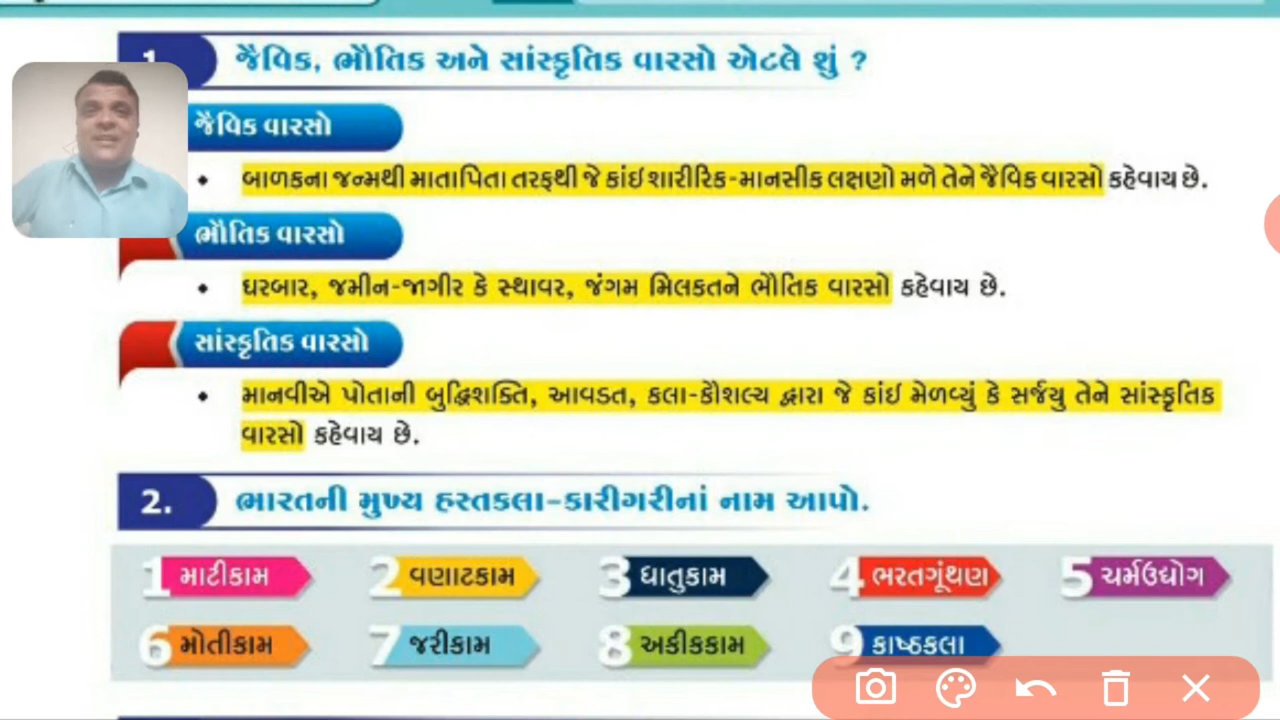 1. જૈવિક, ભૌતિક અને સાંસ્કૃતિક વારસો એટલે શું ?
જૈવિક વારસો
• બાળકના જન્મથી માતાપિતા તરફથી જે કાંઈ શારીરિક-માનસીક લક્ષણો મળે તેને જૈવિક વારસો કહેવાય છે.
ભૌતિક વારસો
• ઘરબાર, જમીન-જાગીર કે સ્થાવર, જંગમ મિલકતને ભૌતિક વારસો કહેવાય છે.
સાંસ્કૃતિક વારસો
• માનવીએ પોતાની બુદ્ધિશક્તિ, આવડત, કલા-કૌશલ્ય દ્વારા જે કાંઈ મેળવ્યું કે સર્જયુ તેને સાંસ્કૃતિક
વારસો કહેવાય છે.
2. ભારતની મુખ્ય હસ્તકલા-કારીગરીનાં નામ આપો.
1 માટીકામ 2 વણાટકામ 3 ધાતુકામ 4 ભરતગૂંથણ 5 ચર્મઉદ્યોગ
6 મોતીકામ 7 જરીકામ 8 અકીકકામ 9 કાષ્ઠકલા